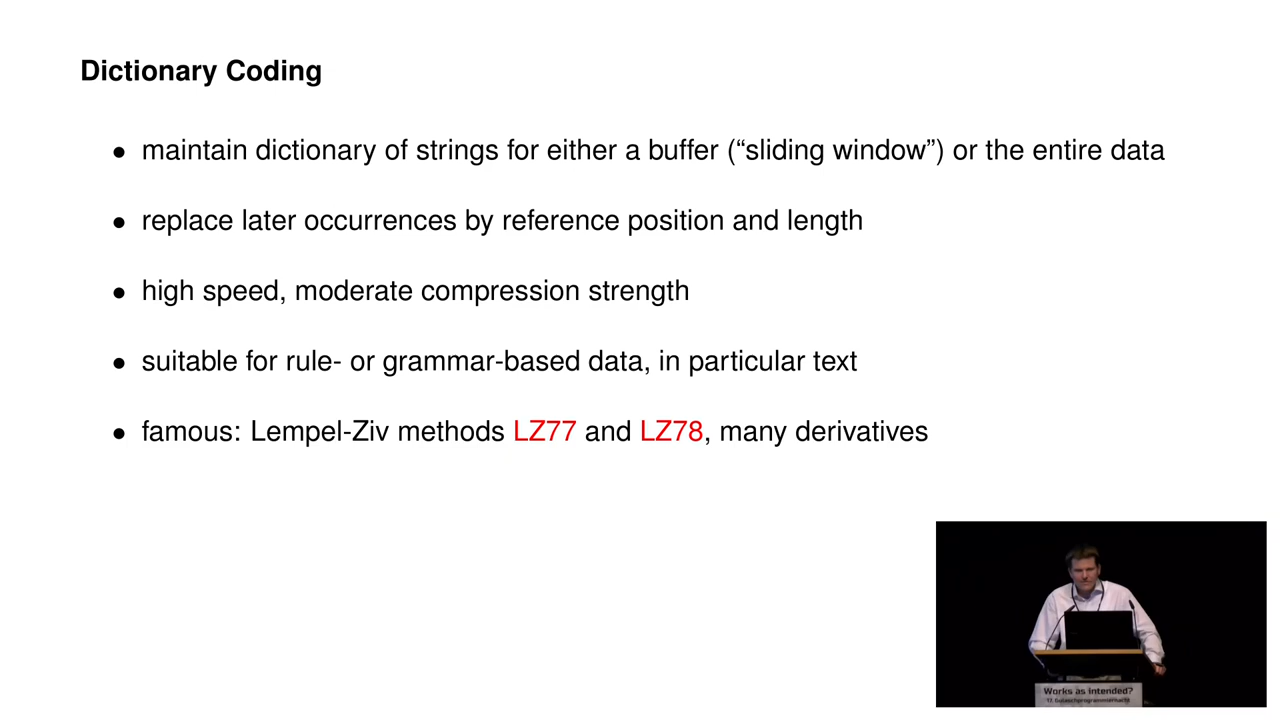 Dictionary Coding
• maintain dictionary of strings for either a buffer (“sliding window”) or the entire data
• replace later occurrences by reference position and length
• high speed, moderate compression strength
• suitable for rule- or grammar-based data, in particular text
• famous: Lempel-Ziv methods LZ77 and LZ78, many derivatives
Works as intended?
17. Gulaschprogrammiernacht